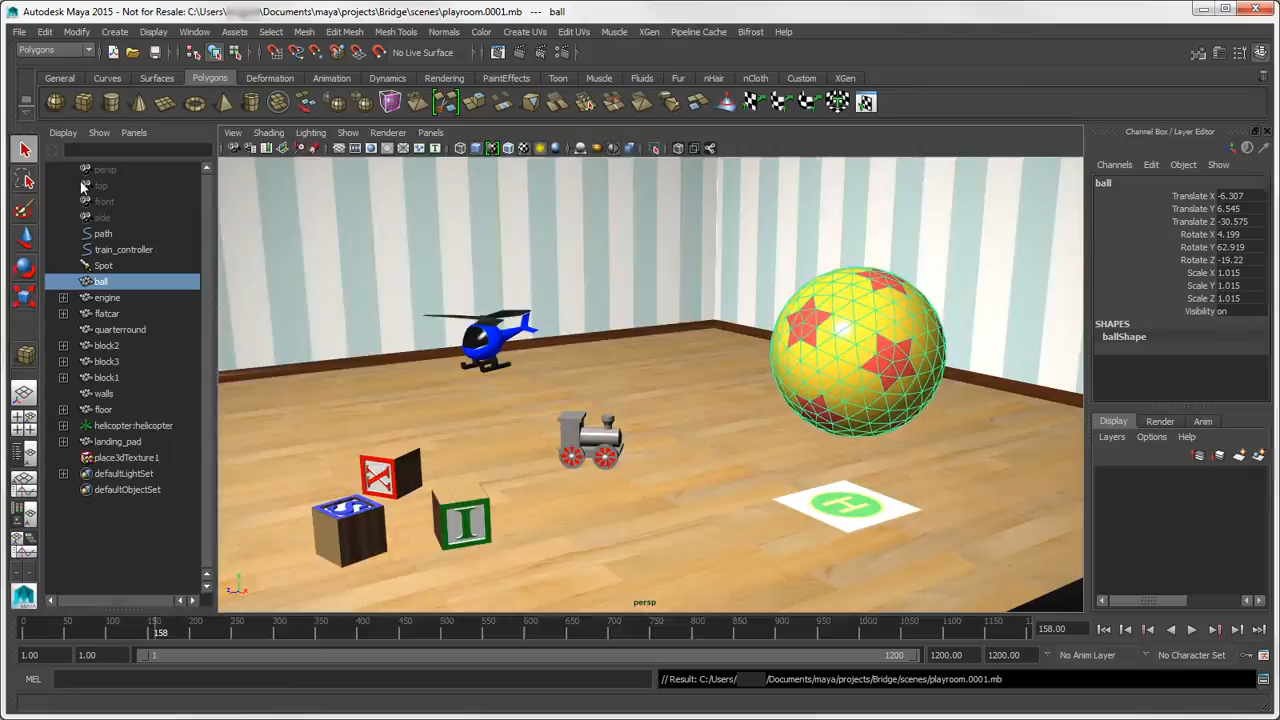 Autodesk Maya 2015 - Not for Resale: C:\Users\ \Documents\maya\projects\Bridge\scenes\playroom.0001.mb --- ball
File Edit Modify Create Display Window Assets Select Mesh Edit Mesh Mesh Tools Normals Color Create UVs Edit UVs Muscle XGen Pipeline Cache Bifrost Help
Polygons No Live Surface
General Curves Surfaces Polygons Deformation Animation Dynamics Rendering PaintEffects Toon Muscle Fluids Fur nHair nCloth Custom XGen
Display Show Panels
View Shading Lighting Show Renderer Panels
Channel Box / Layer Editor
Channels Edit Object Show
persp
top
front
side
path
train_controller
Spot
ball
engine
flatcar
quarterround
block2
block3
block1
walls
floor
helicopter:helicopter
landing_pad
place3dTexture1
defaultLightSet
defaultObjectSet
X
S
I
H
persp
ball
Translate X -6.307
Translate Y 6.545
Translate Z -30.575
Rotate X 4.199
Rotate Y 62.919
Rotate Z -19.22
Scale X 1.015
Scale Y 1.015
Scale Z 1.015
Visibility on
SHAPES
ballShape
Display Render Anim
Layers Options Help
MAYA
0 50 100 150 200 250 300 350 400 450 500 550 600 650 700 750 800 850 900 950 1000 1050 1100 1150 12
158
158.00
1.00 1.00 1 1200 1200.00 1200.00 No Anim Layer No Character Set
MEL // Result: C:/Users/ /Documents/maya/projects/Bridge/scenes/playroom.0001.mb